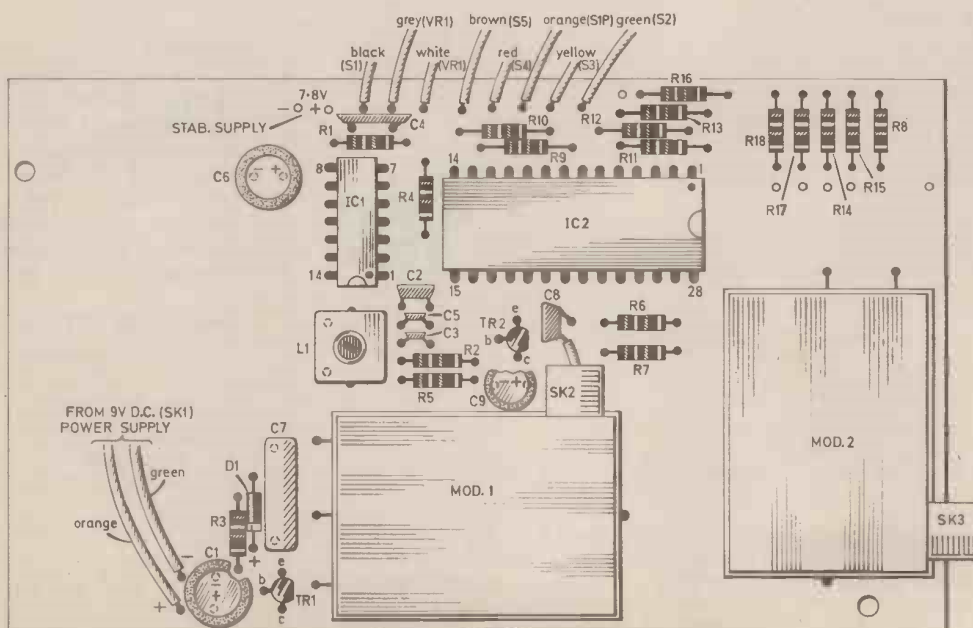 grey(VR1) brown(S5) orange(S1P) green(S2)
black (S1) white (VR1) red (S4) yellow (S3)
7·8V
− +
STAB. SUPPLY
R1
C4
R10
R9
R12
R16
R13
R11
R18
R17
R14
R15
R8
C6
− +
8 7
IC1
14 1
R4
14 1
IC2
15 28
C2
C5
C3
L1
R2
R5
e
TR2
b
c
C8
C9
− +
SK2
R6
R7
FROM 9V D.C. (SK1)
POWER SUPPLY
green
orange
C7
D1
R3
+
C1
−
+
− +
e
b
TR1
c
MOD. 1
MOD. 2
SK3